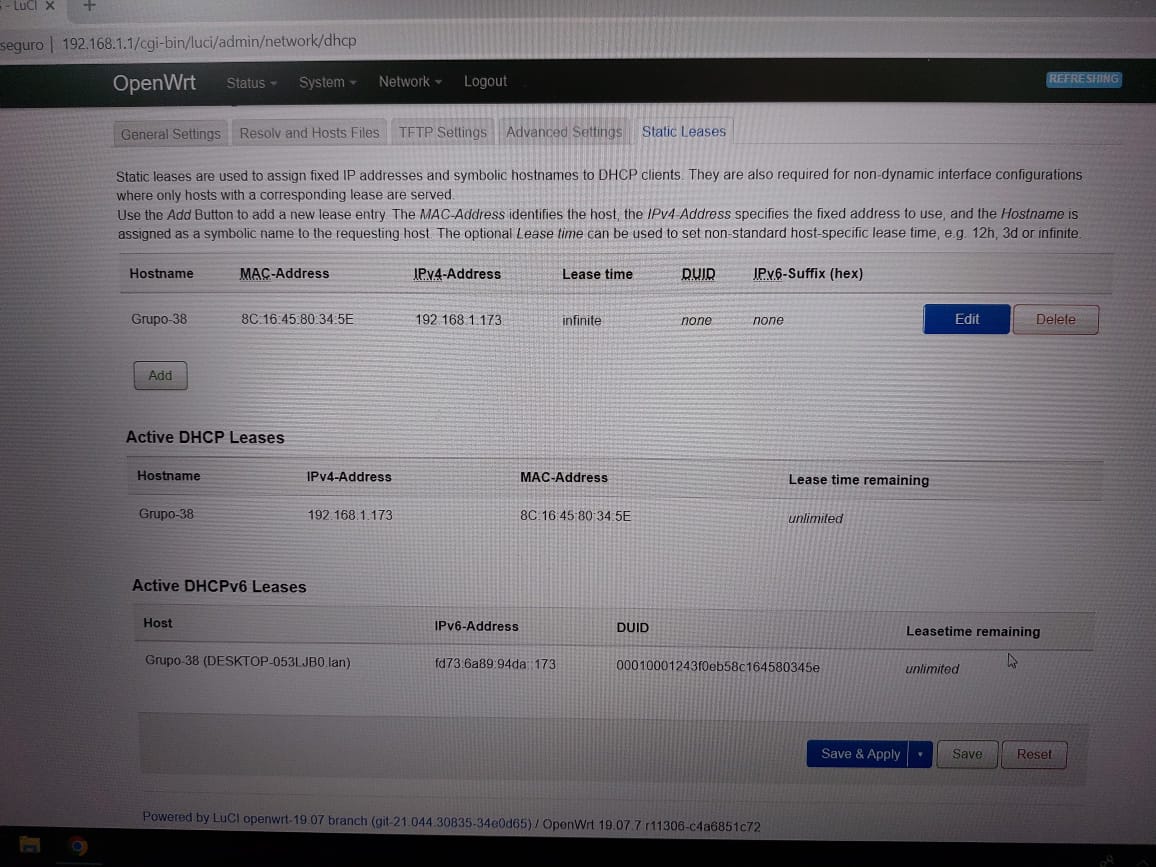 - LuCI ×
+
seguro | 192.168.1.1/cgi-bin/luci/admin/network/dhcp
OpenWrt Status System Network Logout REFRESHING
General Settings Resolv and Hosts Files TFTP Settings Advanced Settings Static Leases
Static leases are used to assign fixed IP addresses and symbolic hostnames to DHCP clients. They are also required for non-dynamic interface configurations
where only hosts with a corresponding lease are served.
Use the Add Button to add a new lease entry. The MAC-Address identifies the host, the IPv4-Address specifies the fixed address to use, and the Hostname is
assigned as a symbolic name to the requesting host. The optional Lease time can be used to set non-standard host-specific lease time, e.g. 12h, 3d or infinite.
Hostname MAC-Address IPv4-Address Lease time DUID IPv6-Suffix (hex)
Grupo-38 8C:16:45:80:34:5E 192.168.1.173 infinite none none Edit Delete
Add
Active DHCP Leases
Hostname IPv4-Address MAC-Address Lease time remaining
Grupo-38 192.168.1.173 8C:16:45:80:34:5E unlimited
Active DHCPv6 Leases
Host IPv6-Address DUID Leasetime remaining
Grupo-38 (DESKTOP-053LJB0.lan) fd73:6a89:94da::173 00010001243f0eb58c164580345e unlimited
Save & Apply Save Reset
Powered by LuCI openwrt-19.07 branch (git-21.044.30835-34e0d65) / OpenWrt 19.07.7 r11306-c4a6851c72